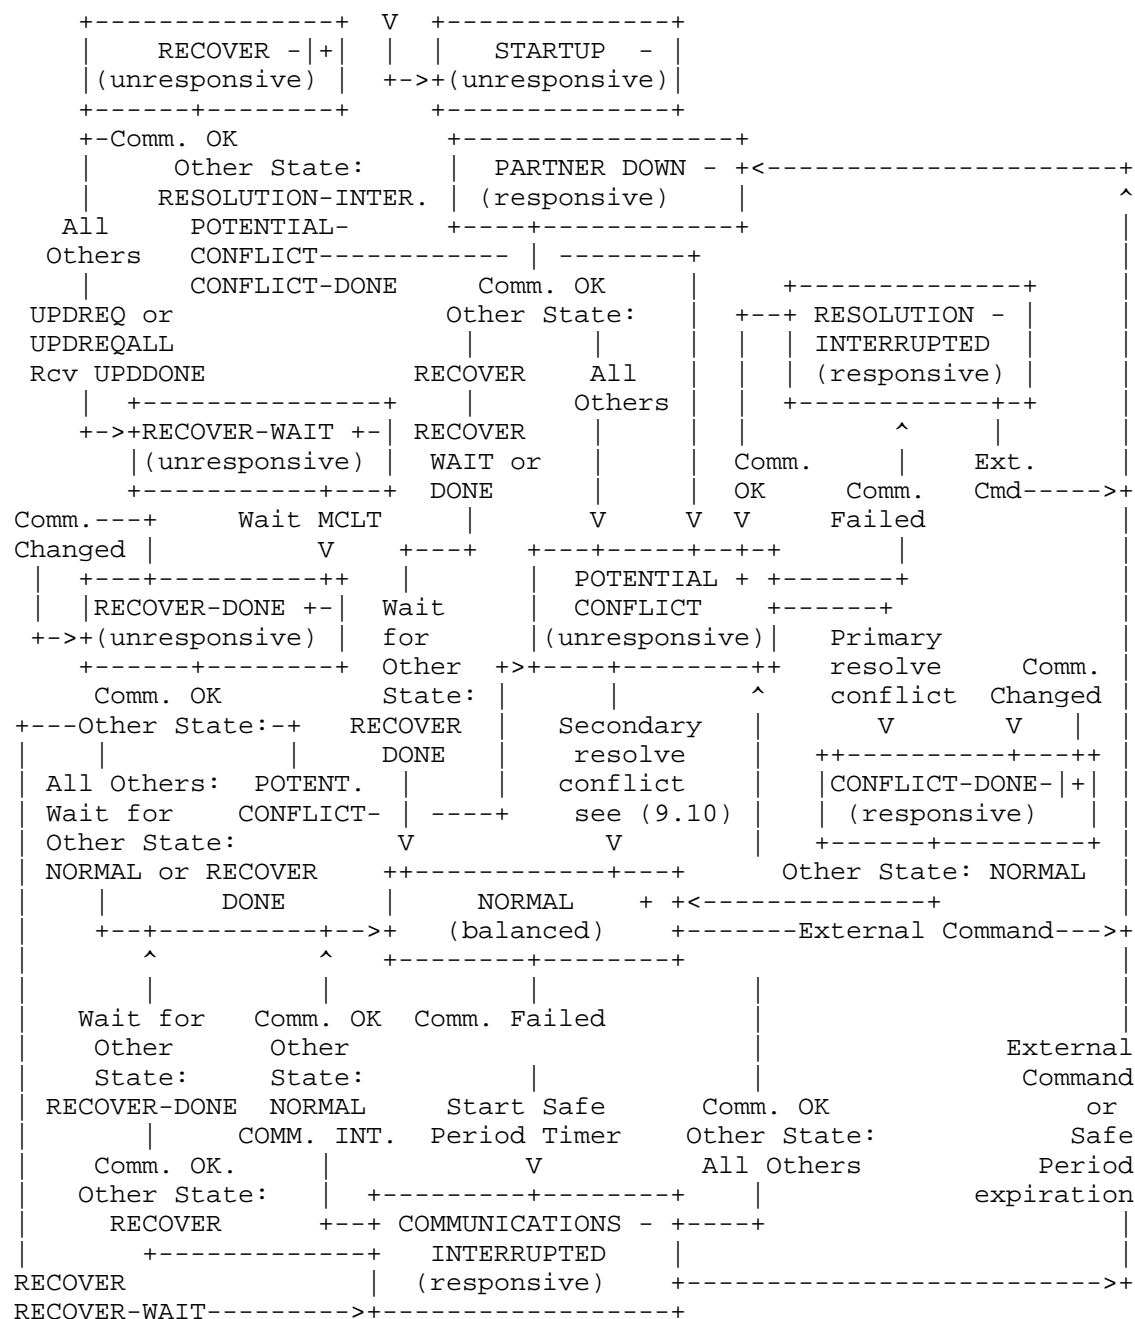 +---------------+  V  +--------------+
|    RECOVER -|+|  |  |   STARTUP  - |
|(unresponsive) |  +->+(unresponsive)|
+------+--------+     +--------------+
+-Comm. OK             +-----------------+
|     Other State:     |  PARTNER DOWN - +<----------------------+
|    RESOLUTION-INTER. | (responsive)    |                       ^
All     POTENTIAL-       +----+------------+                       |
Others   CONFLICT------------ | --------+                          |
|      CONFLICT-DONE     Comm. OK     |     +--------------+     |
UPDREQ or                 Other State:  |  +--+ RESOLUTION - |     |
UPDREQALL                  |       |    |  |  | INTERRUPTED  |     |
Rcv UPDDONE             RECOVER    All  |  |  | (responsive) |     |
|  +---------------+    |      Others |  |  +------------+-+     |
+->+RECOVER-WAIT +-| RECOVER    |     |  |         ^     |       |
|(unresponsive) |  WAIT or   |     | Comm.      |    Ext.     |
+-----------+---+  DONE      |     | OK     Comm.   Cmd----->+
Comm.---+     Wait MCLT     |       V     V  V     Failed            |
Changed |           V    +---+   +---+-----+--+-+       |             |
|  +---+----------++   |       |  POTENTIAL + +-------+             |
|  |RECOVER-DONE +-|  Wait     |  CONFLICT    +------+              |
+->+(unresponsive) |  for      |(unresponsive)|   Primary          |
+------+--------+  Other  +>+----+--------++   resolve     Comm. |
Comm. OK        State: |      |        ^    conflict  Changed |
+---Other State:-+   RECOVER   |   Secondary   |       V       V   | |
|    |           |     DONE    |    resolve    |   ++----------+---++|
| All Others:  POTENT.  |     |   conflict    |   |CONFLICT-DONE-|+||
| Wait for    CONFLICT- | ----+    see (9.10) |   | (responsive)   ||
| Other State:          V            V        |   +------+---------+|
| NORMAL or RECOVER    ++------------+---+      Other State: NORMAL |
|    |       DONE      |     NORMAL    + +<--------------+          |
|    +--+----------+-->+   (balanced)    +-------External Command--->+
|       ^          ^   +--------+--------+                           |
|       |          |            |             |                      |
|   Wait for   Comm. OK  Comm. Failed         |                      |
|    Other      Other                         |               External
|    State:     State:          |             |                Command
| RECOVER-DONE  NORMAL     Start Safe      Comm. OK                 or
|       |     COMM. INT.  Period Timer    Other State:            Safe
|    Comm. OK.     |            V          All Others           Period
|   Other State:   |  +---------+--------+     |             expiration
|     RECOVER      +--+ COMMUNICATIONS - +----+                      |
|       +-------------+   INTERRUPTED    |                           |
RECOVER               |  (responsive)    +-------------------------->+
RECOVER-WAIT--------->+------------------+